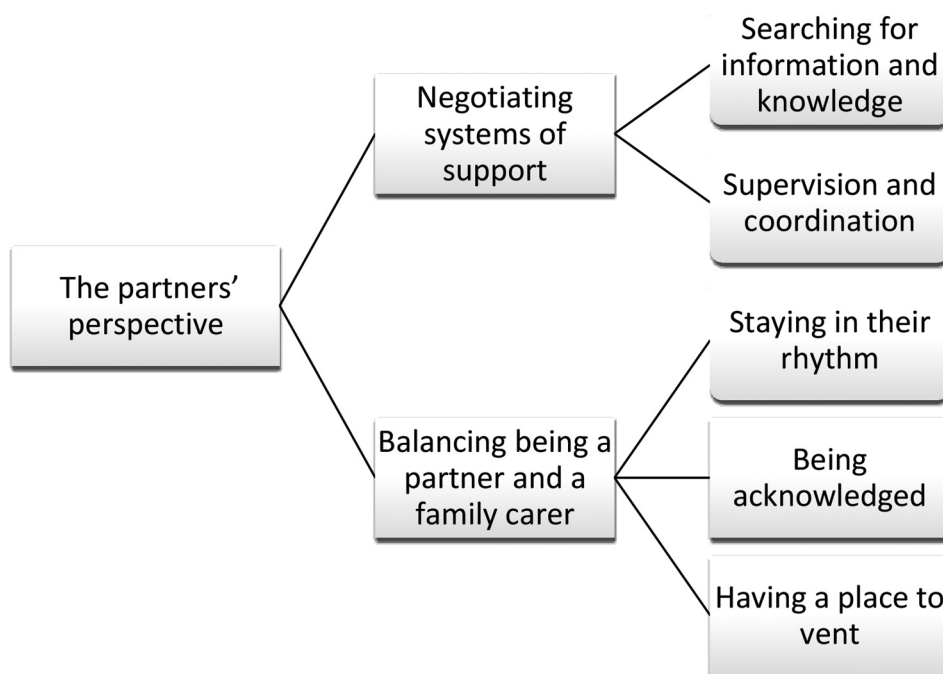 The partners’
perspective
Negotiating
systems of
support
Balancing being a
partner and a
family carer
Searching for
information and
knowledge
Supervision and
coordination
Staying in their
rhythm
Being
acknowledged
Having a place to
vent